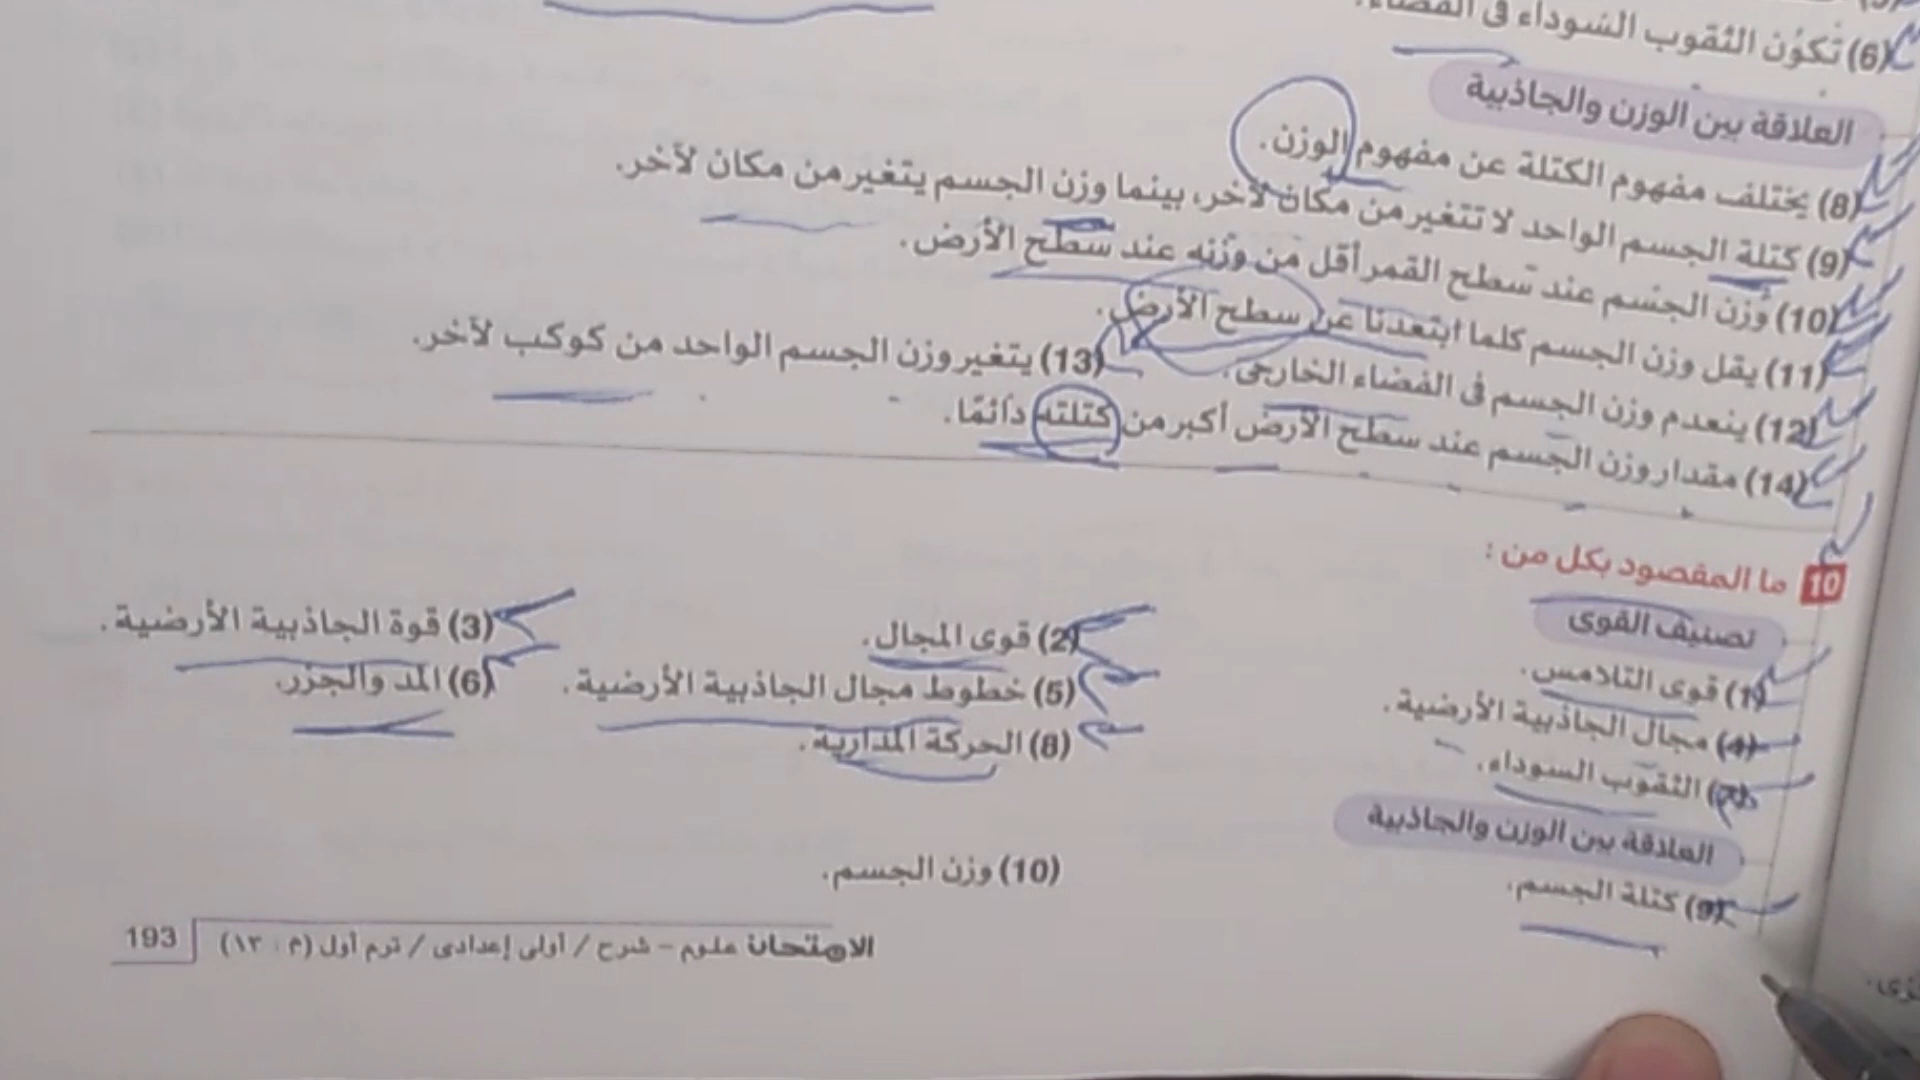 (6) تكون الثقوب السوداء فى الفضاء.
العلاقة بين الوزن والجاذبية
(8) يختلف مفهوم الكتلة عن مفهوم الوزن.
(9) كتلة الجسم الواحد لا تتغير من مكان لآخر، بينما وزن الجسم يتغير من مكان لآخر.
(10) وزن الجسم عند سطح القمر أقل من وزنه عند سطح الأرض.
(11) يقل وزن الجسم كلما ابتعدنا عن سطح الأرض.
(12) ينعدم وزن الجسم فى الفضاء الخارجى. (13) يتغير وزن الجسم الواحد من كوكب لآخر.
(14) مقدار وزن الجسم عند سطح الأرض أكبر من كتلته دائمًا.
10 ما المقصود بكل من :
تصنيف القوى
(1) قوى التلامس. (2) قوى المجال. (3) قوة الجاذبية الأرضية.
(4) مجال الجاذبية الأرضية. (5) خطوط مجال الجاذبية الأرضية. (6) المد والجزر.
(7) الثقوب السوداء. (8) الحركة المدارية.
العلاقة بين الوزن والجاذبية
(9) كتلة الجسم. (10) وزن الجسم.
الامتحان علوم - شرح / أولى إعدادى / ترم أول (م : ١٣) 193